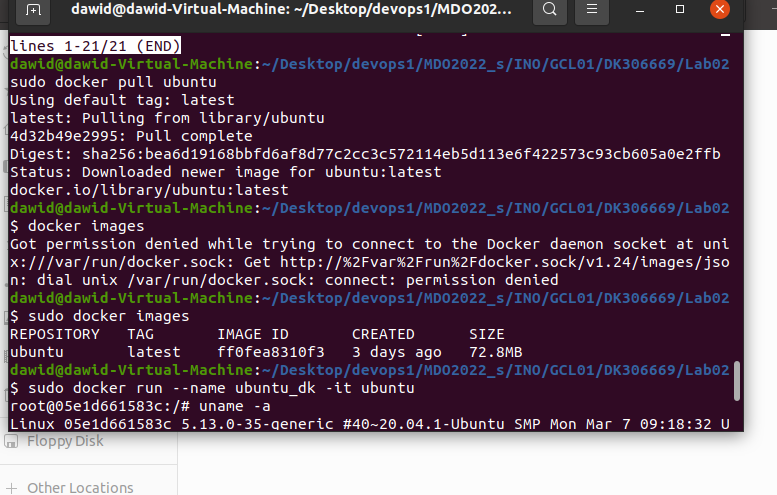 dawid@dawid-Virtual-Machine: ~/Desktop/devops1/MDO202...
lines 1-21/21 (END)
dawid@dawid-Virtual-Machine:~/Desktop/devops1/MDO2022_s/INO/GCL01/DK306669/Lab02
sudo docker pull ubuntu
Using default tag: latest
latest: Pulling from library/ubuntu
4d32b49e2995: Pull complete
Digest: sha256:bea6d19168bbfd6af8d77c2cc3c572114eb5d113e6f422573c93cb605a0e2ffb
Status: Downloaded newer image for ubuntu:latest
docker.io/library/ubuntu:latest
dawid@dawid-Virtual-Machine:~/Desktop/devops1/MDO2022_s/INO/GCL01/DK306669/Lab02
$ docker images
Got permission denied while trying to connect to the Docker daemon socket at uni
x:///var/run/docker.sock: Get http://%2Fvar%2Frun%2Fdocker.sock/v1.24/images/jso
n: dial unix /var/run/docker.sock: connect: permission denied
dawid@dawid-Virtual-Machine:~/Desktop/devops1/MDO2022_s/INO/GCL01/DK306669/Lab02
$ sudo docker images
REPOSITORY TAG IMAGE ID CREATED SIZE
ubuntu latest ff0fea8310f3 3 days ago 72.8MB
dawid@dawid-Virtual-Machine:~/Desktop/devops1/MDO2022_s/INO/GCL01/DK306669/Lab02
$ sudo docker run --name ubuntu_dk -it ubuntu
root@05e1d661583c:/# uname -a
Linux 05e1d661583c 5.13.0-35-generic #40~20.04.1-Ubuntu SMP Mon Mar 7 09:18:32 U
Floppy Disk
Other Locations